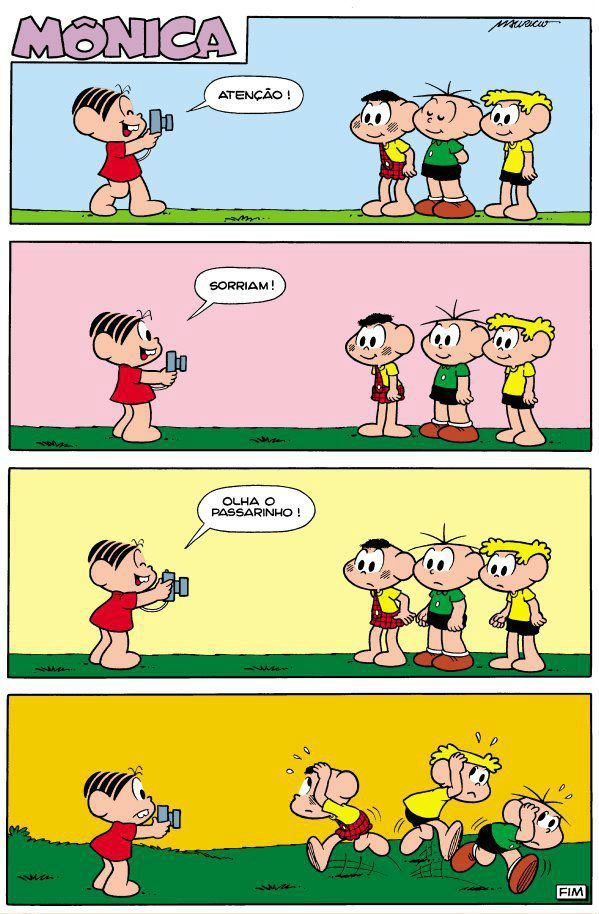 MÔNICA
MAURICIO
ATENÇÃO !
SORRIAM !
OLHA O
PASSARINHO !
FIM